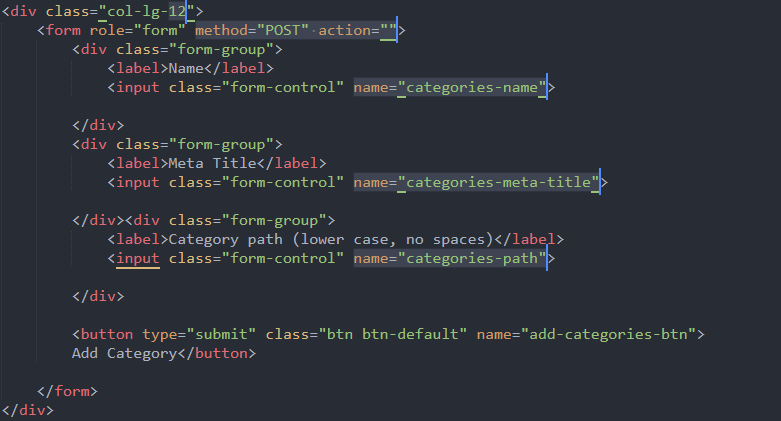 <div class="col-lg-12">
<form role="form" method="POST" action="">
<div class="form-group">
<label>Name</label>
<input class="form-control" name="categories-name">
</div>
<div class="form-group">
<label>Meta Title</label>
<input class="form-control" name="categories-meta-title">
</div><div class="form-group">
<label>Category path (lower case, no spaces)</label>
<input class="form-control" name="categories-path">
</div>
<button type="submit" class="btn btn-default" name="add-categories-btn">
Add Category</button>
</form>
</div>